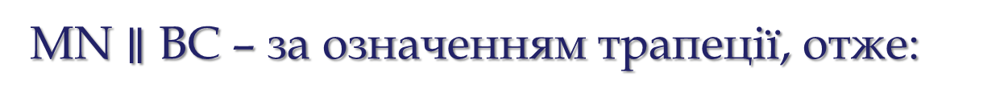 MN ǁ BC – за означенням трапеції, отже: